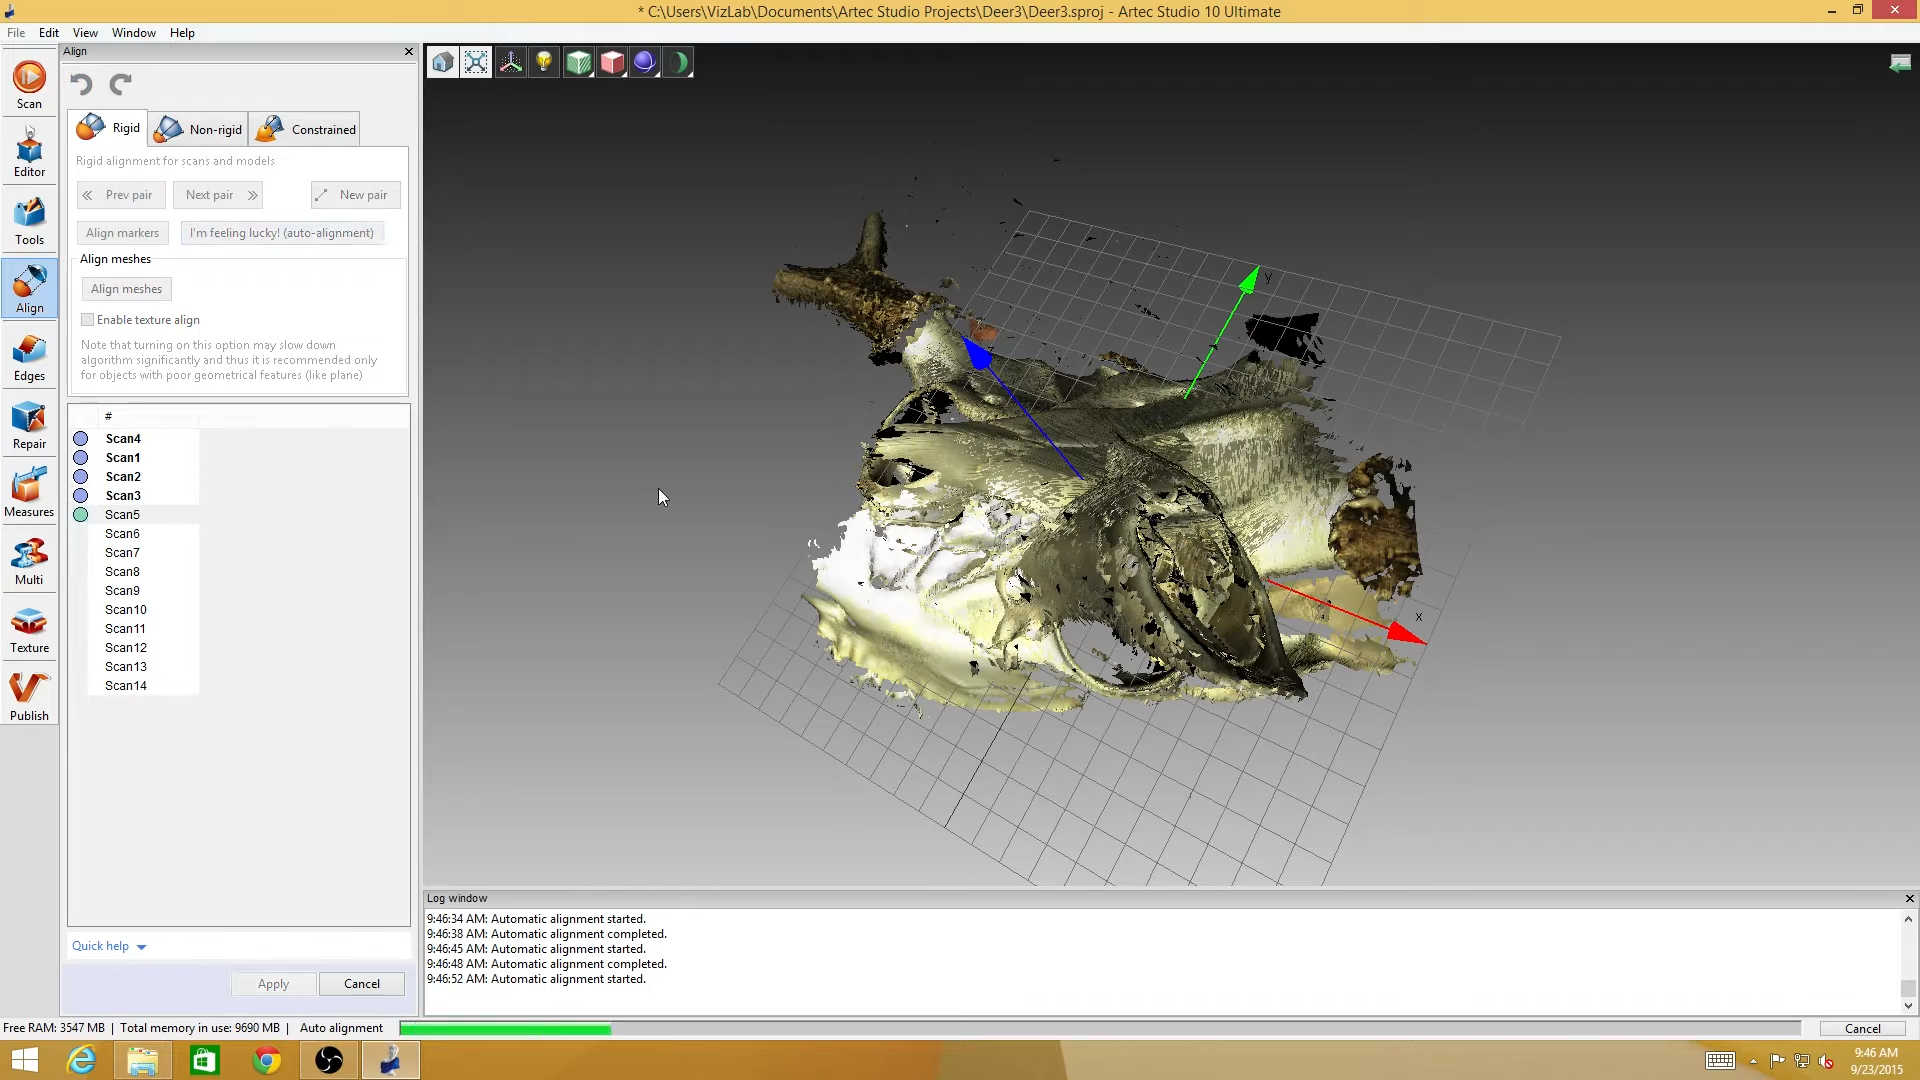 * C:\Users\VizLab\Documents\Artec Studio Projects\Deer3\Deer3.sproj - Artec Studio 10 Ultimate
File Edit View Window Help
Align
Scan
Editor
Tools
Align
Edges
Repair
Measures
Multi
Texture
Publish
Rigid
Non-rigid
Constrained
Rigid alignment for scans and models
Prev pair
Next pair
New pair
Align markers
I'm feeling lucky! (auto-alignment)
Align meshes
Align meshes
Enable texture align
Note that turning on this option may slow down
algorithm significantly and thus it is recommended only
for objects with poor geometrical features (like plane)
#
Scan4
Scan1
Scan2
Scan3
Scan5
Scan6
Scan7
Scan8
Scan9
Scan10
Scan11
Scan12
Scan13
Scan14
Quick help
Apply
Cancel
y
x
Log window
9:46:34 AM: Automatic alignment started.
9:46:38 AM: Automatic alignment completed.
9:46:45 AM: Automatic alignment started.
9:46:48 AM: Automatic alignment completed.
9:46:52 AM: Automatic alignment started.
Free RAM: 3547 MB | Total memory in use: 9690 MB | Auto alignment
Cancel
9:46 AM
9/23/2015